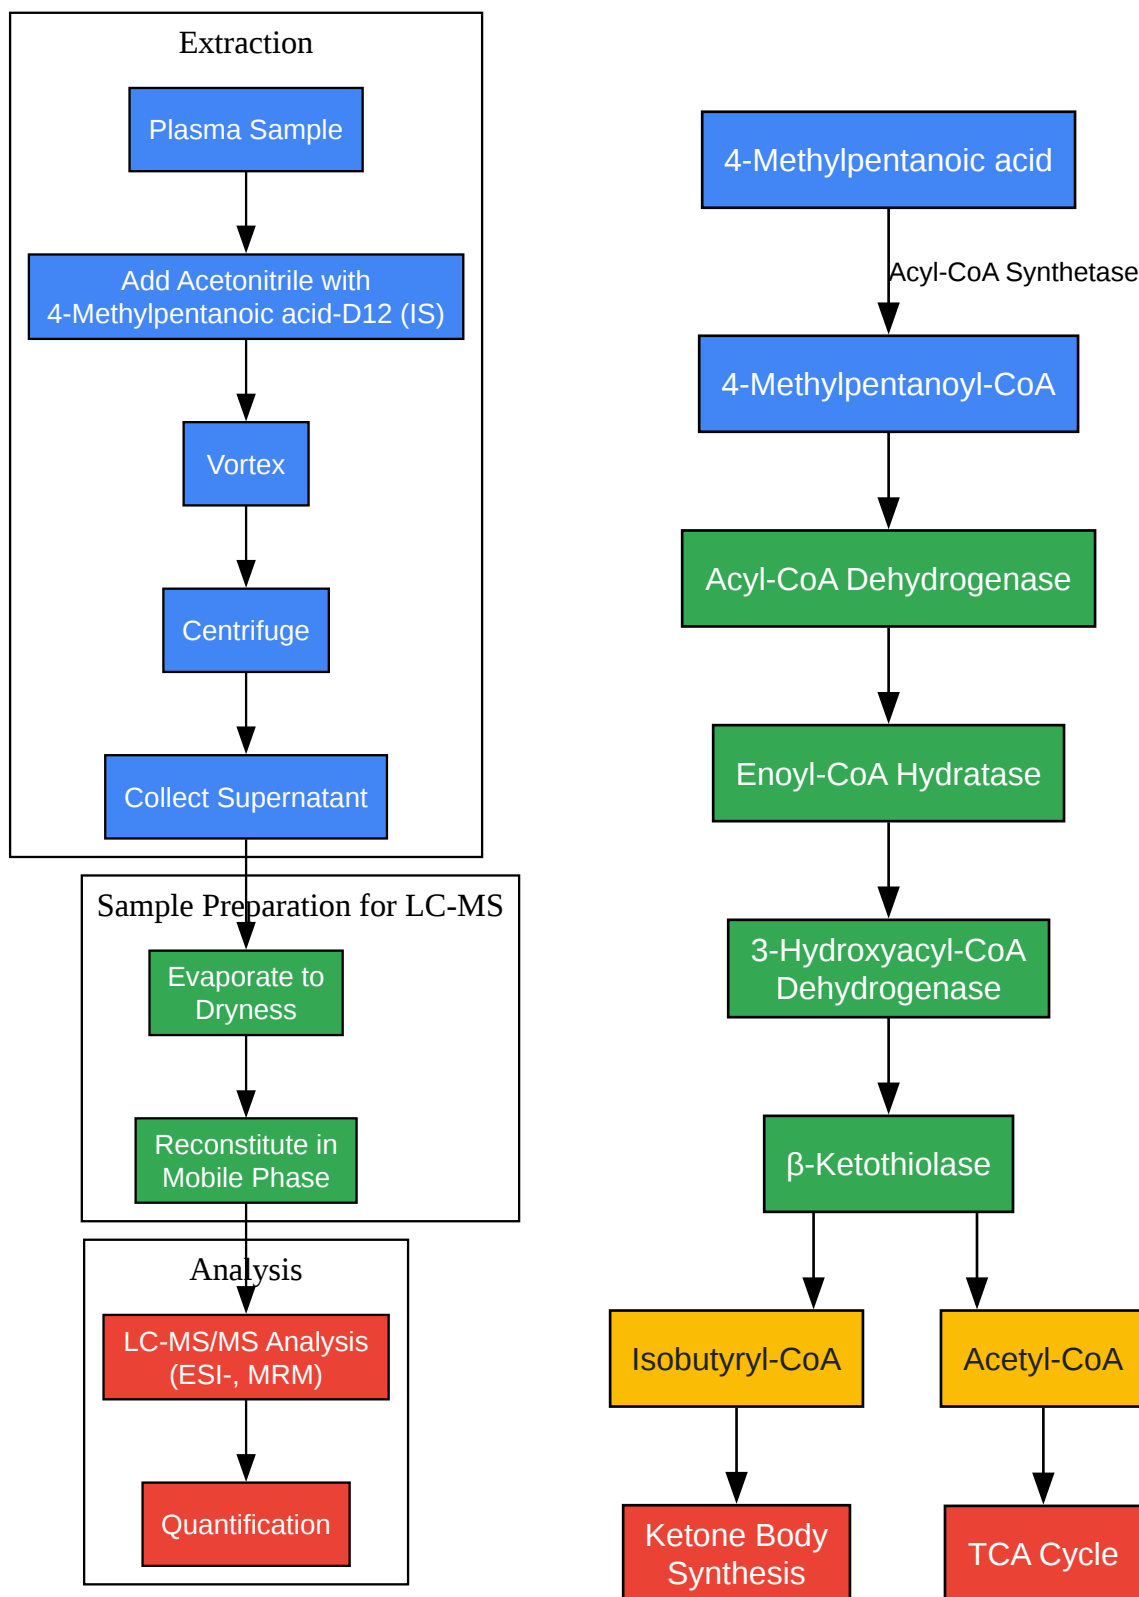 Extraction
Plasma Sample
Add Acetonitrile with
4-Methylpentanoic acid-D12 (IS)
Vortex
Centrifuge
Collect Supernatant
Sample Preparation for LC-MS
Evaporate to
Dryness
Reconstitute in
Mobile Phase
Analysis
LC-MS/MS Analysis
(ESI-, MRM)
Quantification
4-Methylpentanoic acid
Acyl-CoA Synthetase
4-Methylpentanoyl-CoA
Acyl-CoA Dehydrogenase
Enoyl-CoA Hydratase
3-Hydroxyacyl-CoA
Dehydrogenase
β-Ketothiolase
Isobutyryl-CoA
Acetyl-CoA
Ketone Body
Synthesis
TCA Cycle